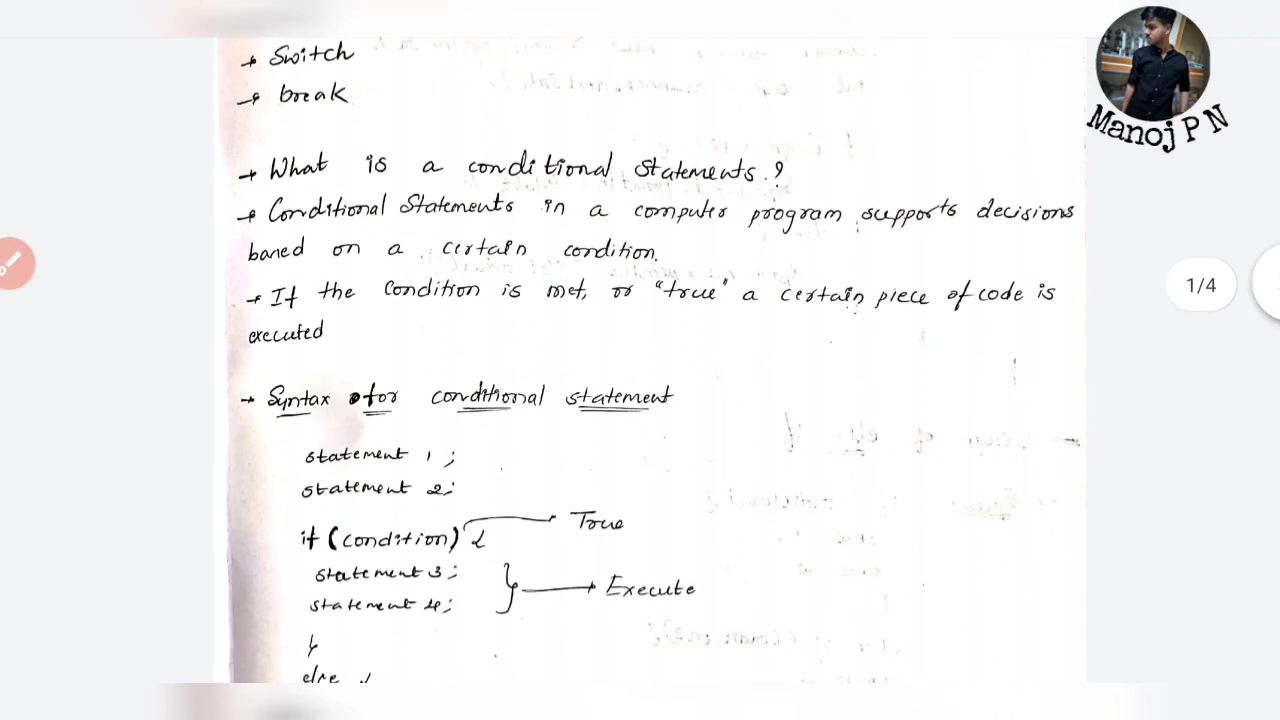 → Switch
→ break
→ What is a conditional statements.?
→ Conditional Statements in a computer program supports decisions
baned on a certain condition.
→ If the condition is met, or "true" a certain piece of code is
executed
→ Syntax for conditional statement
statement 1 ;
statement 2;
if (condition) { → True
statement 3 ;
statement 4; } → Execute
}
else {
Manoj P N
1/4